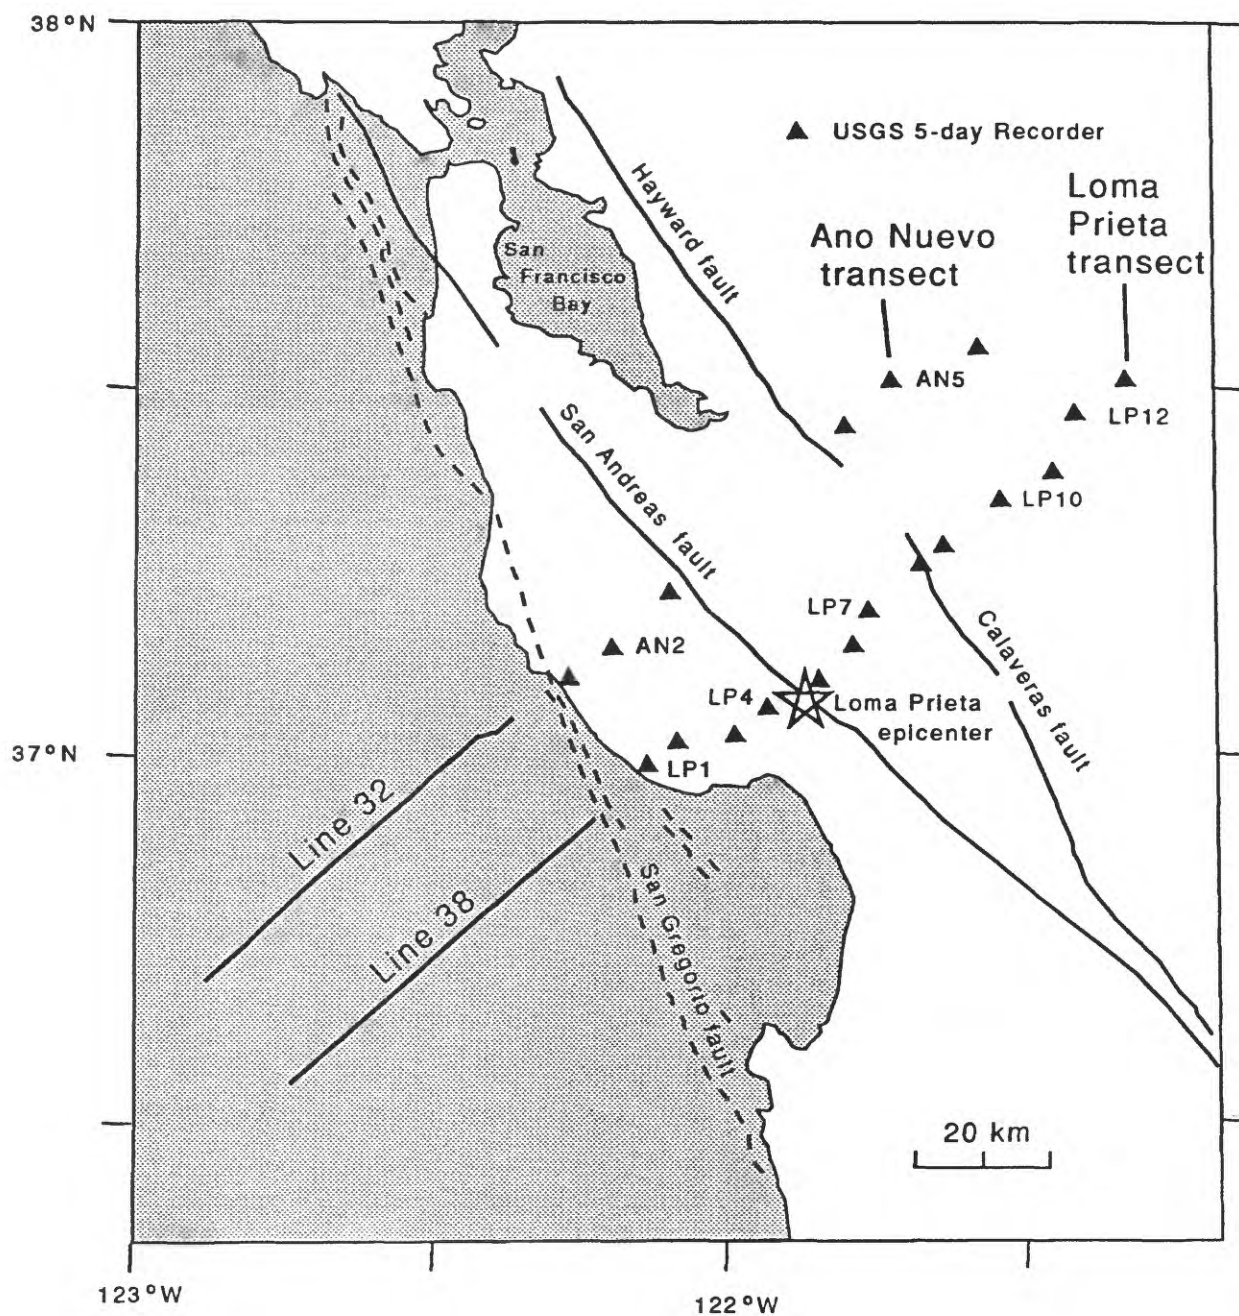 38°N
USGS 5-day Recorder
Loma
Prieta
transect
Hayward fault
Ano Nuevo
transect
San
Francisco
Bay
AN5
LP12
San Andreas fault
LP10
LP7
AN2
Calaveras fault
LP4
Loma Prieta
epicenter
37°N
LP1
Line 32
Line 38
San Gregorio fault
20 km
123°W
122°W